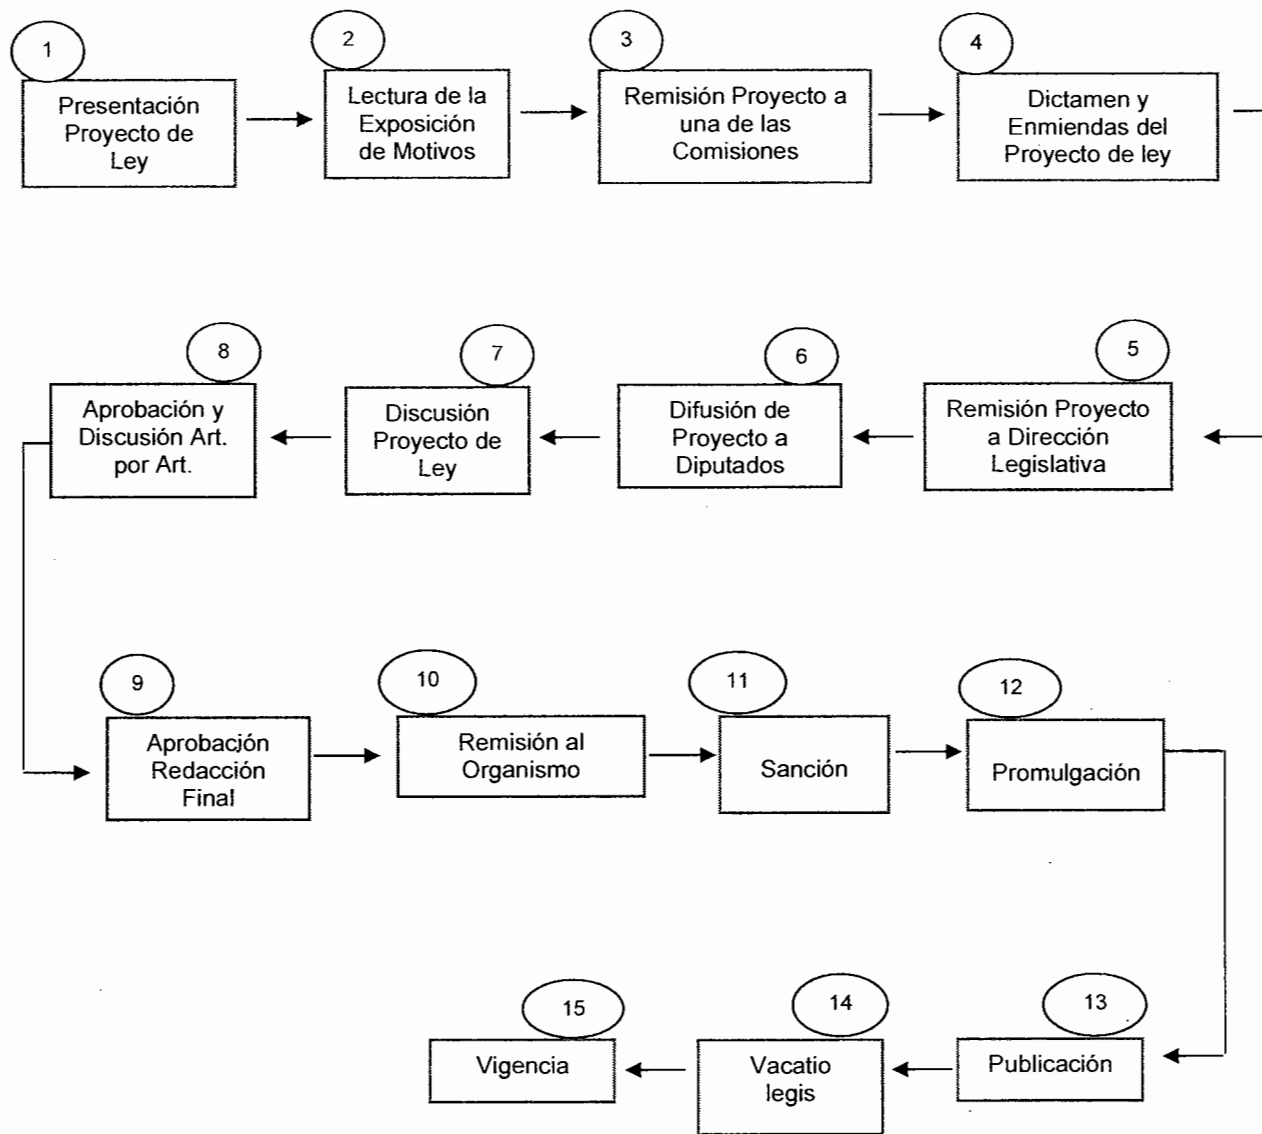 1
Presentación
Proyecto de
Ley
2
Lectura de la
Exposición
de Motivos
3
Remisión Proyecto a
una de las
Comisiones
4
Dictamen y
Enmiendas del
Proyecto de ley
5
Remisión Proyecto
a Dirección
Legislativa
6
Difusión de
Proyecto a
Diputados
7
Discusión
Proyecto de
Ley
8
Aprobación y
Discusión Art.
por Art.
9
Aprobación
Redacción
Final
10
Remisión al
Organismo
11
Sanción
12
Promulgación
13
Publicación
14
Vacatio
legis
15
Vigencia